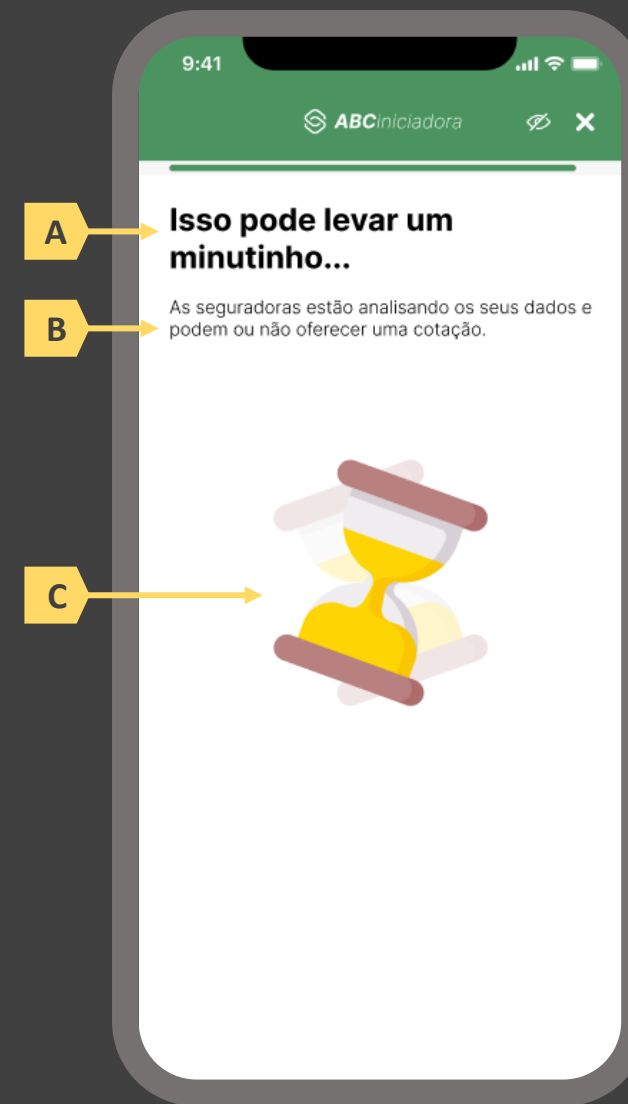 9:41
ABCiniciadora
A
Isso pode levar um
minutinho...
B
As seguradoras estão analisando os seus dados e
podem ou não oferecer uma cotação.
C